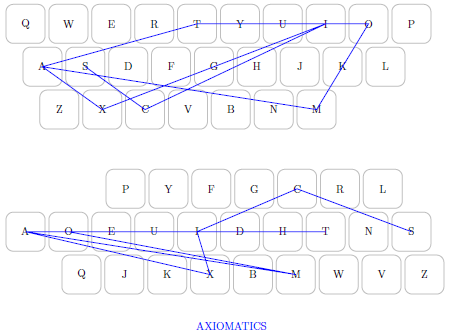 Q W E R T Y U I O P
A S D F G H J K L
Z X C V B N M
P Y F G C R L
A O E U I D H T N S
Q J K X B M W V Z
AXIOMATICS